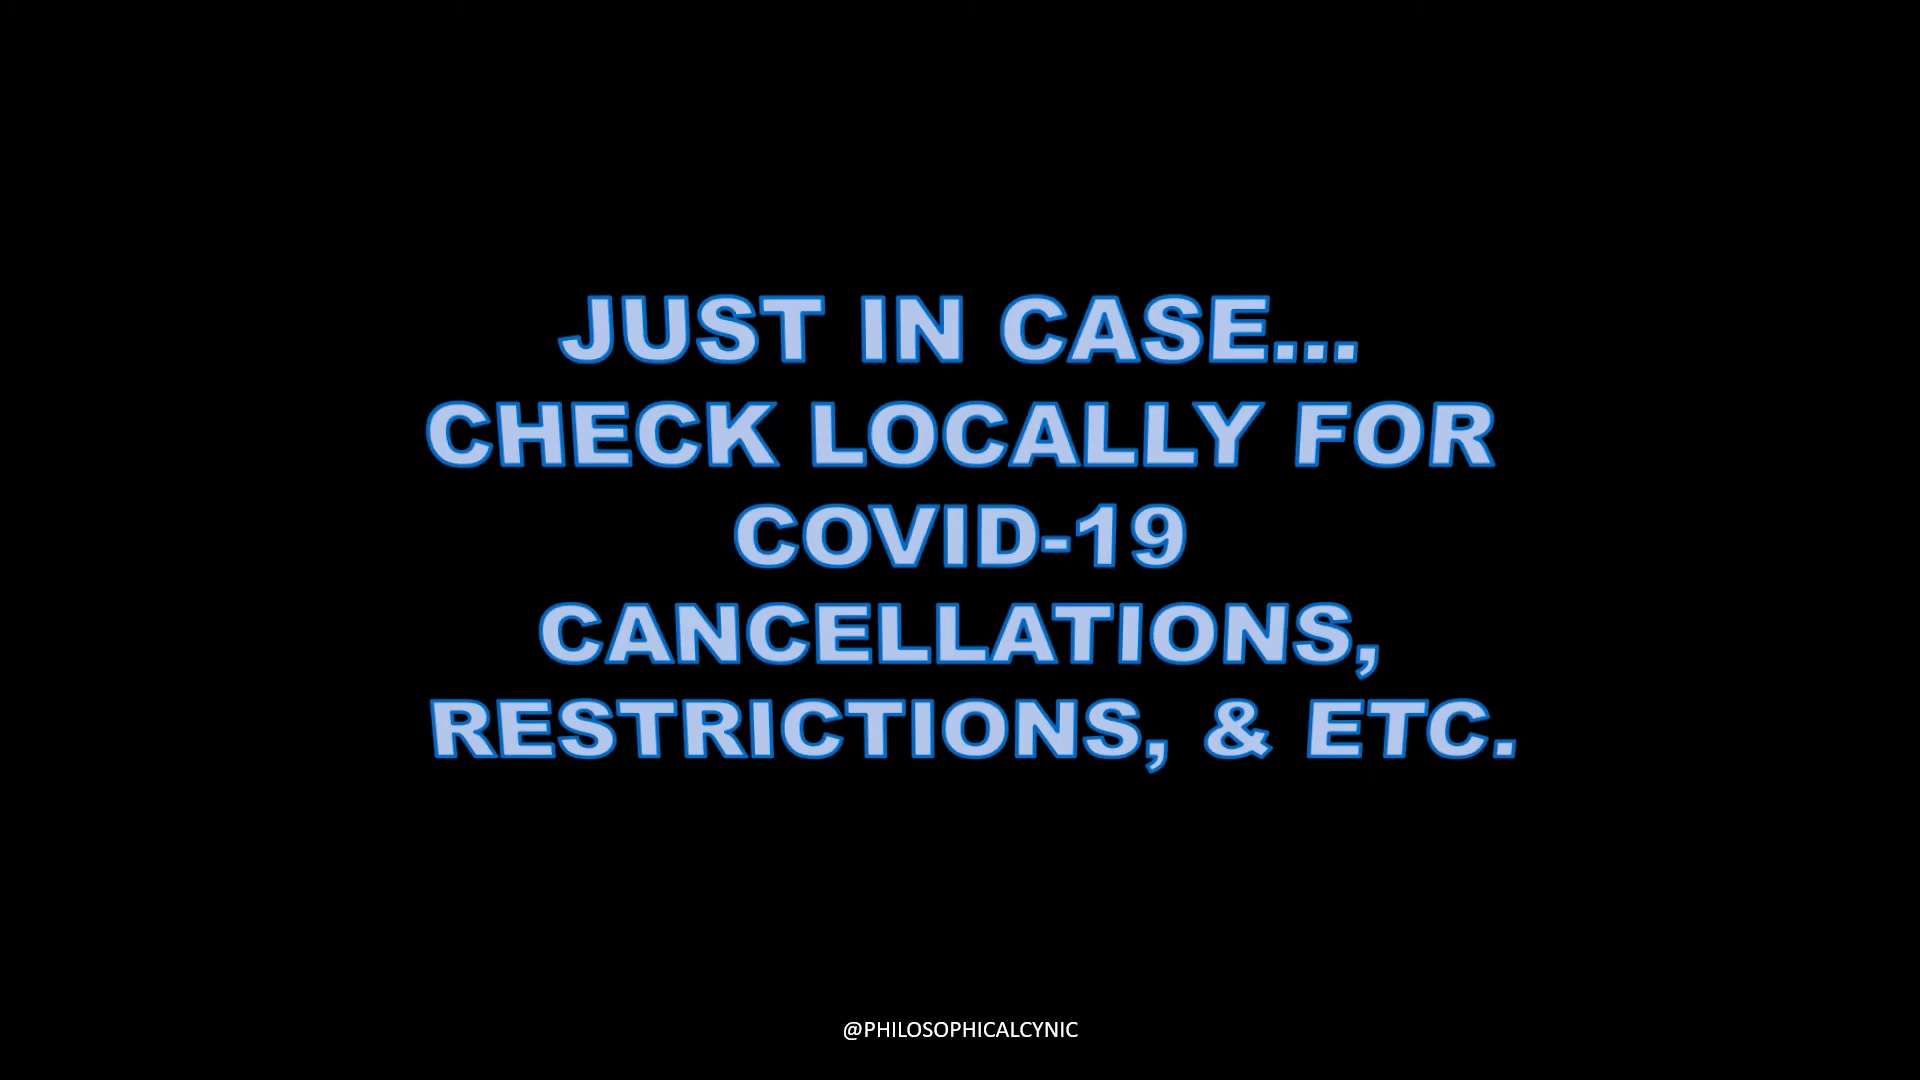 JUST IN CASE...
CHECK LOCALLY FOR
COVID-19
CANCELLATIONS,
RESTRICTIONS, & ETC.
@PHILOSOPHICALCYNIC